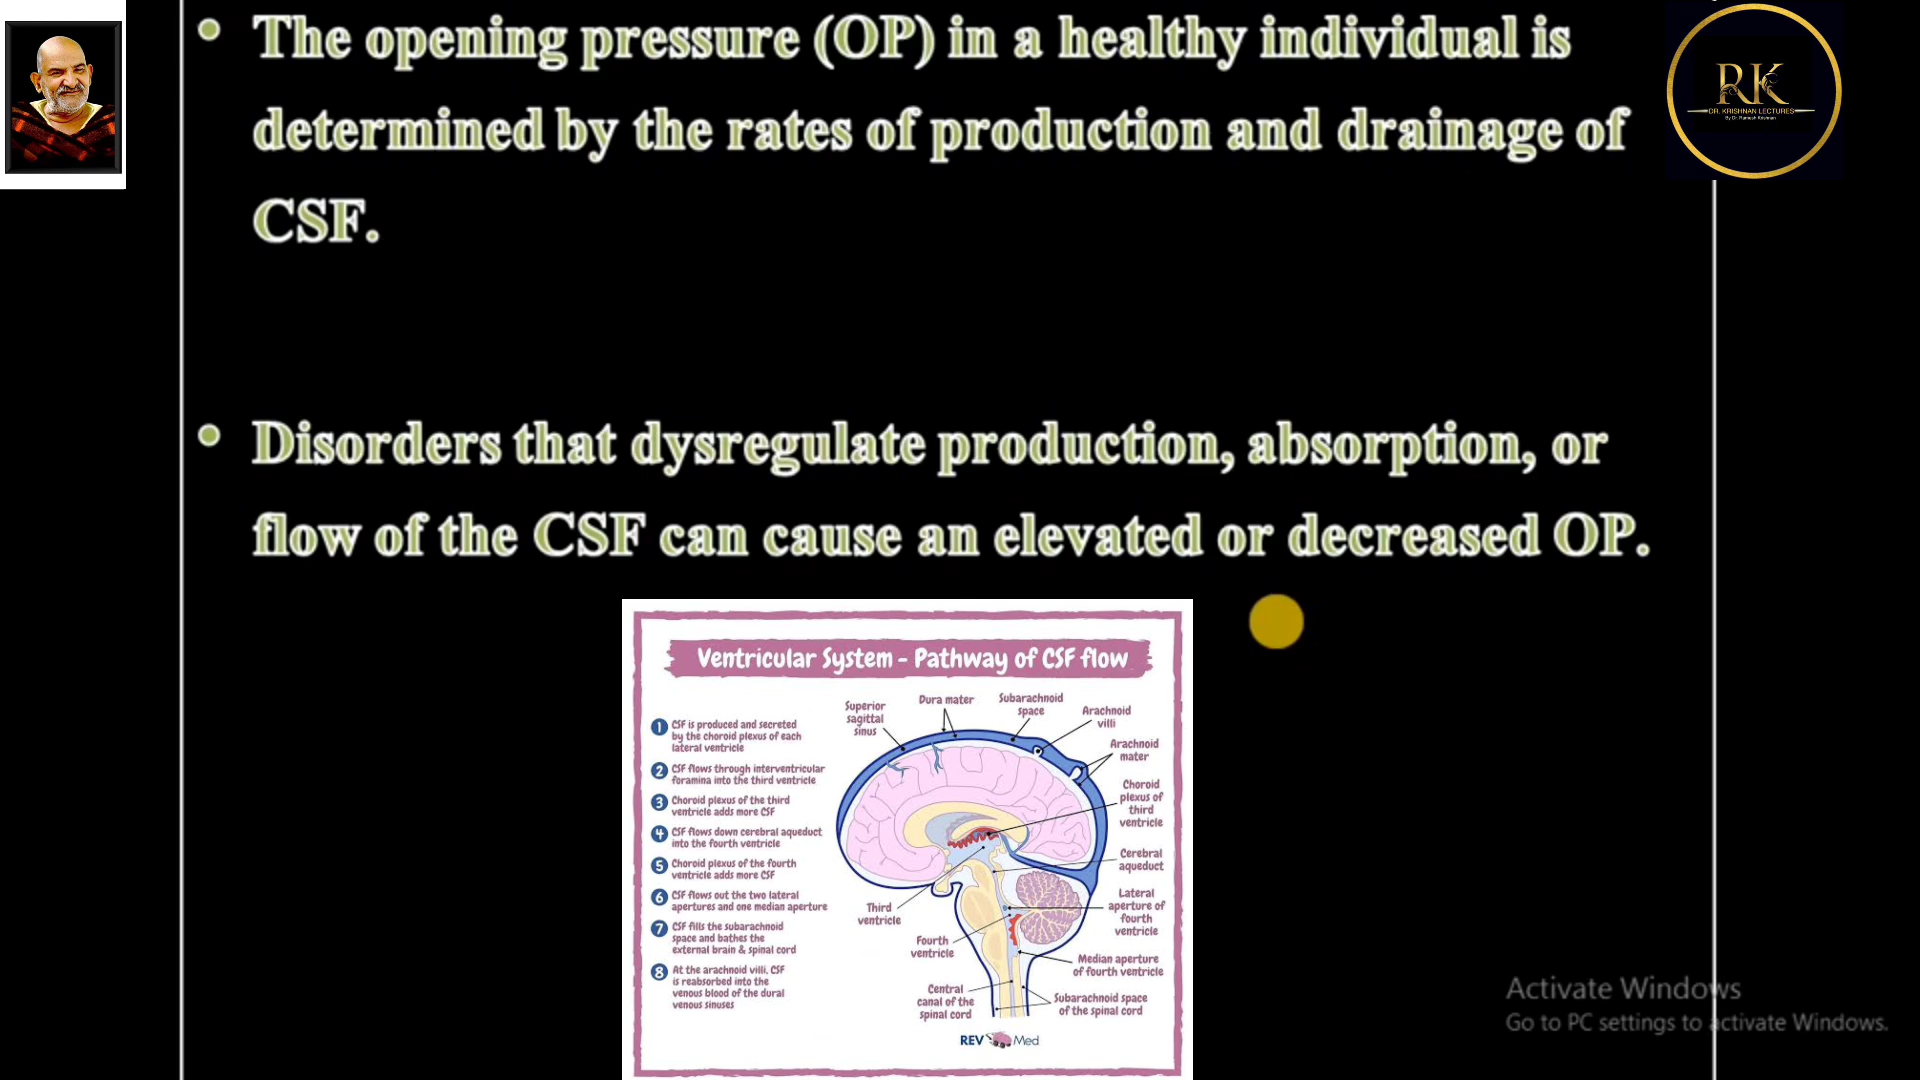 • The opening pressure (OP) in a healthy individual is
determined by the rates of production and drainage of
CSF.
RK
DR. KRISHNAN LECTURES
By Dr. Ramesh Krishnan
• Disorders that dysregulate production, absorption, or
flow of the CSF can cause an elevated or decreased OP.
Ventricular System - Pathway of CSF flow
1 CSF is produced and secreted
by the choroid plexus of each
lateral ventricle
2 CSF flows through interventricular
foramina into the third ventricle
3 Choroid plexus of the third
ventricle adds more CSF
4 CSF flows down cerebral aqueduct
into the fourth ventricle
5 Choroid plexus of the fourth
ventricle adds more CSF
6 CSF flows out the two lateral
apertures and one median aperture
7 CSF fills the subarachnoid
space and bathes the
external brain & spinal cord
8 At the arachnoid villi, CSF
is reabsorbed into the
venous blood of the dural
venous sinuses
Superior
sagittal
sinus
Dura mater
Subarachnoid
space
Arachnoid
villi
Arachnoid
mater
Choroid
plexus of
third
ventricle
Cerebral
aqueduct
Lateral
aperture of
fourth
ventricle
Median aperture
of fourth ventricle
Subarachnoid space
of the spinal cord
Third
ventricle
Fourth
ventricle
Central
canal of the
spinal cord
REV Med
Activate Windows
Go to PC settings to activate Windows.